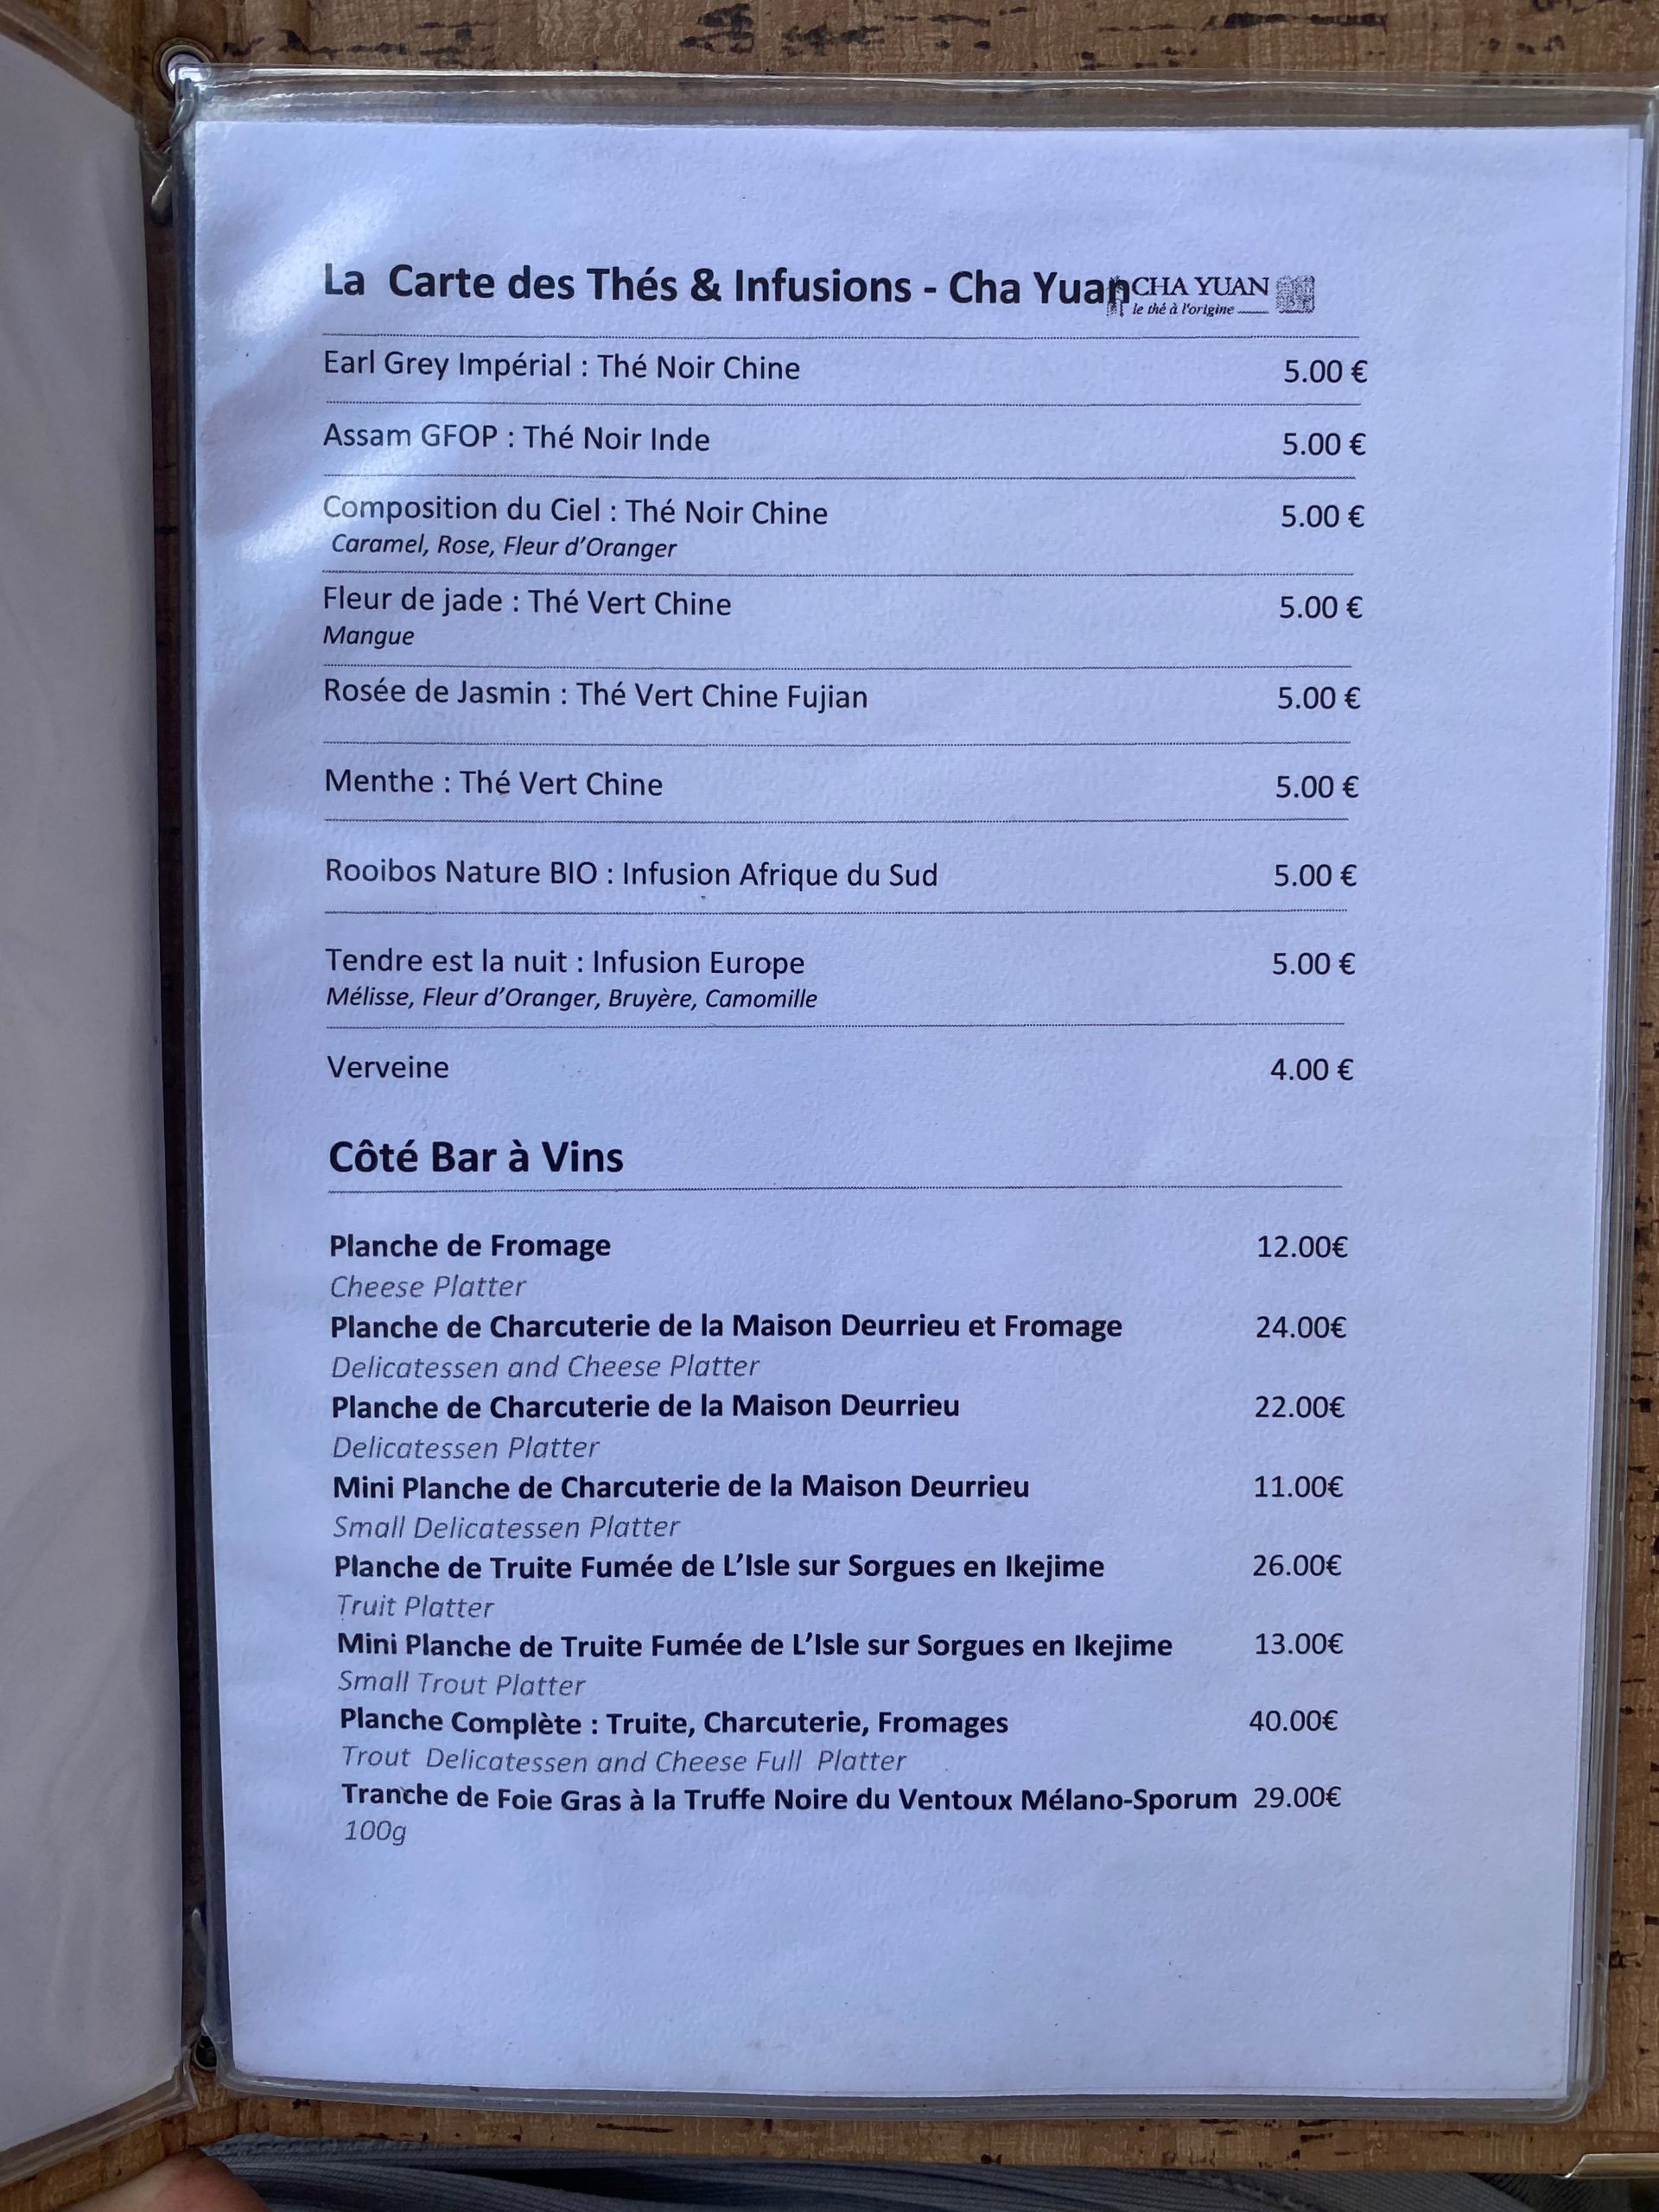 La Carte des Thés & Infusions - Cha Yuan CHA YUAN
le thé à l'origine
Earl Grey Impérial : Thé Noir Chine 5.00 €
Assam GFOP : Thé Noir Inde 5.00 €
Composition du Ciel : Thé Noir Chine 5.00 €
Caramel, Rose, Fleur d'Oranger
Fleur de jade : Thé Vert Chine 5.00 €
Mangue
Rosée de Jasmin : Thé Vert Chine Fujian 5.00 €
Menthe : Thé Vert Chine 5.00 €
Rooibos Nature BIO : Infusion Afrique du Sud 5.00 €
Tendre est la nuit : Infusion Europe 5.00 €
Mélisse, Fleur d'Oranger, Bruyère, Camomille
Verveine 4.00 €
Côté Bar à Vins
Planche de Fromage 12.00€
Cheese Platter
Planche de Charcuterie de la Maison Deurrieu et Fromage 24.00€
Delicatessen and Cheese Platter
Planche de Charcuterie de la Maison Deurrieu 22.00€
Delicatessen Platter
Mini Planche de Charcuterie de la Maison Deurrieu 11.00€
Small Delicatessen Platter
Planche de Truite Fumée de L'Isle sur Sorgues en Ikejime 26.00€
Truit Platter
Mini Planche de Truite Fumée de L'Isle sur Sorgues en Ikejime 13.00€
Small Trout Platter
Planche Complète : Truite, Charcuterie, Fromages 40.00€
Trout Delicatessen and Cheese Full Platter
Tranche de Foie Gras à la Truffe Noire du Ventoux Mélano-Sporum 29.00€
100g